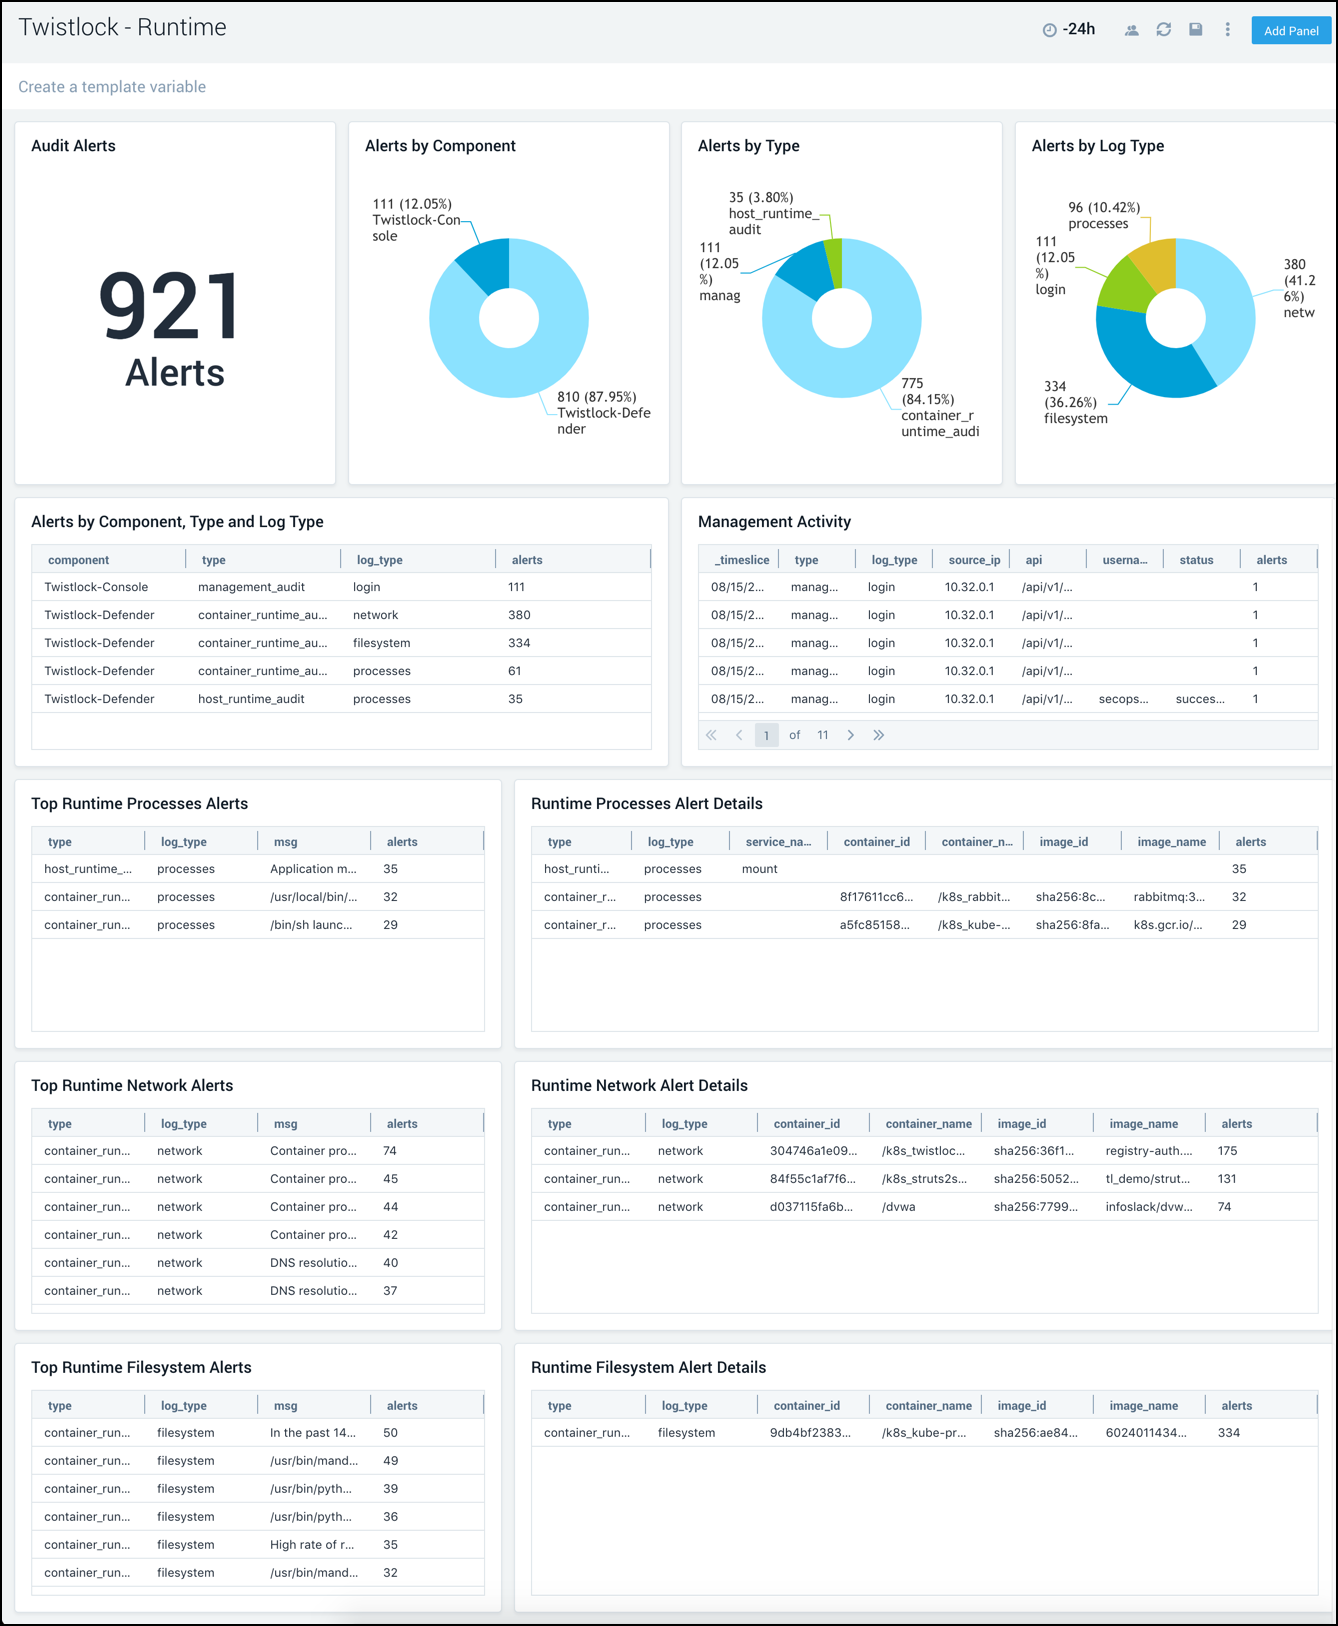 Twistlock - Runtime
-24h
Add Panel
Create a template variable
Audit Alerts
921
Alerts
Alerts by Component
111 (12.05%)
Twistlock-Con
sole
810 (87.95%)
Twistlock-Defe
nder
Alerts by Type
35 (3.80%)
host_runtime_
audit
111
(12.05
%)
manag
775
(84.15%)
container_r
untime_audi
Alerts by Log Type
96 (10.42%)
processes
111
(12.05
%)
login
380
(41.2
6%)
netw
334
(36.26%)
filesystem
Alerts by Component, Type and Log Type
component type log_type alerts
Twistlock-Console management_audit login 111
Twistlock-Defender container_runtime_au... network 380
Twistlock-Defender container_runtime_au... filesystem 334
Twistlock-Defender container_runtime_au... processes 61
Twistlock-Defender host_runtime_audit processes 35
Management Activity
_timeslice type log_type source_ip api userna... status alerts
08/15/2... manag... login 10.32.0.1 /api/v1/... 1
08/15/2... manag... login 10.32.0.1 /api/v1/... 1
08/15/2... manag... login 10.32.0.1 /api/v1/... 1
08/15/2... manag... login 10.32.0.1 /api/v1/... 1
08/15/2... manag... login 10.32.0.1 /api/v1/... secops... succes... 1
1 of 11
Top Runtime Processes Alerts
type log_type msg alerts
host_runtime_... processes Application m... 35
container_run... processes /usr/local/bin/... 32
container_run... processes /bin/sh launc... 29
Runtime Processes Alert Details
type log_type service_na... container_id container_n... image_id image_name alerts
host_runti... processes mount 35
container_r... processes 8f17611cc6... /k8s_rabbit... sha256:8c... rabbitmq:3... 32
container_r... processes a5fc85158... /k8s_kube-... sha256:8fa... k8s.gcr.io/... 29
Top Runtime Network Alerts
type log_type msg alerts
container_run... network Container pro... 74
container_run... network Container pro... 45
container_run... network Container pro... 44
container_run... network Container pro... 42
container_run... network DNS resolutio... 40
container_run... network DNS resolutio... 37
Runtime Network Alert Details
type log_type container_id container_name image_id image_name alerts
container_run... network 304746a1e09... /k8s_twistloc... sha256:36f1... registry-auth.... 175
container_run... network 84f55c1af7f6... /k8s_struts2s... sha256:5052... tl_demo/strut... 131
container_run... network d037115fa6b... /dvwa sha256:7799... infoslack/dvw... 74
Top Runtime Filesystem Alerts
type log_type msg alerts
container_run... filesystem In the past 14... 50
container_run... filesystem /usr/bin/mand... 49
container_run... filesystem /usr/bin/pyth... 39
container_run... filesystem /usr/bin/pyth... 36
container_run... filesystem High rate of r... 35
container_run... filesystem /usr/bin/mand... 32
Runtime Filesystem Alert Details
type log_type container_id container_name image_id image_name alerts
container_run... filesystem 9db4bf2383... /k8s_kube-pr... sha256:ae84... 6024011434... 334